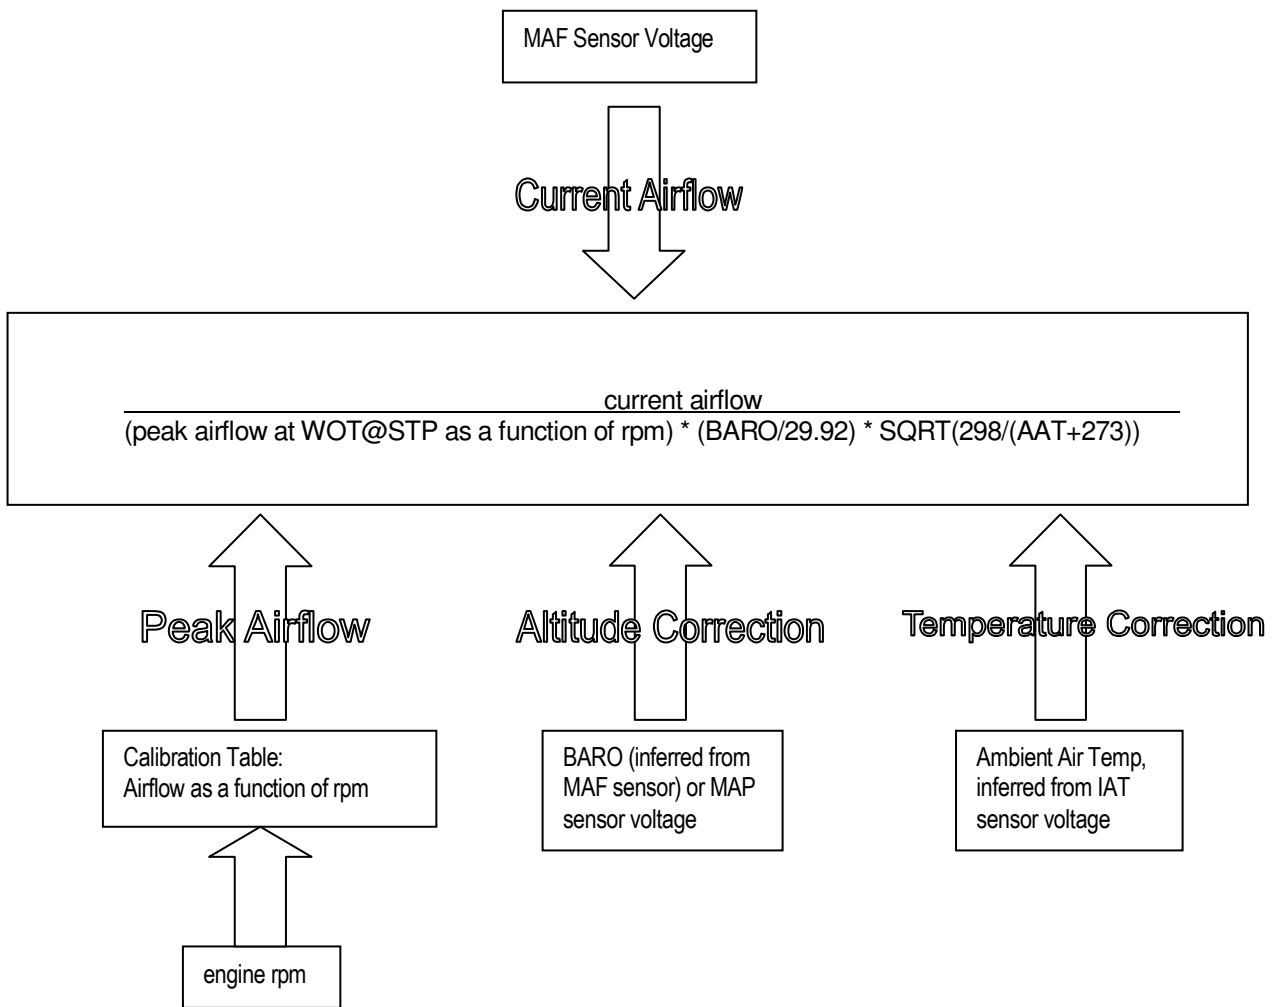 MAF Sensor Voltage
Current Airflow
current airflow
(peak airflow at WOT@STP as a function of rpm) * (BARO/29.92) * SQRT(298/(AAT+273))
Peak Airflow
Altitude Correction
Temperature Correction
Calibration Table:
Airflow as a function of rpm
BARO (inferred from
MAF sensor) or MAP
sensor voltage
Ambient Air Temp,
inferred from IAT
sensor voltage
engine rpm